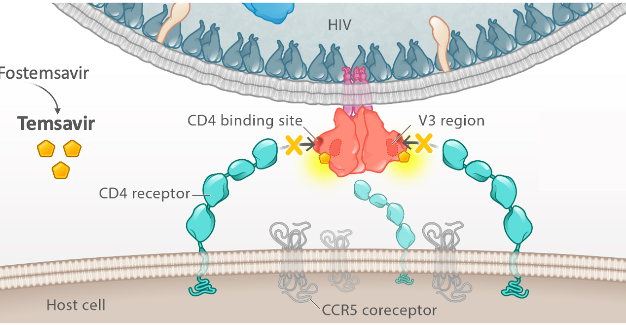 HIV
Fostemsavir
Temsavir
CD4 binding site
V3 region
CD4 receptor
CCR5 coreceptor
Host cell